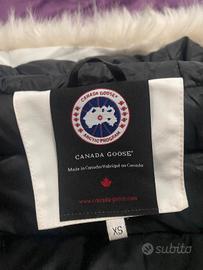 CANADA GOOSE
ARCTIC PROGRAM
CANADA GOOSE®
Made in Canada/Fabriqué au Canada
www.canada-goose.com
XS
subito